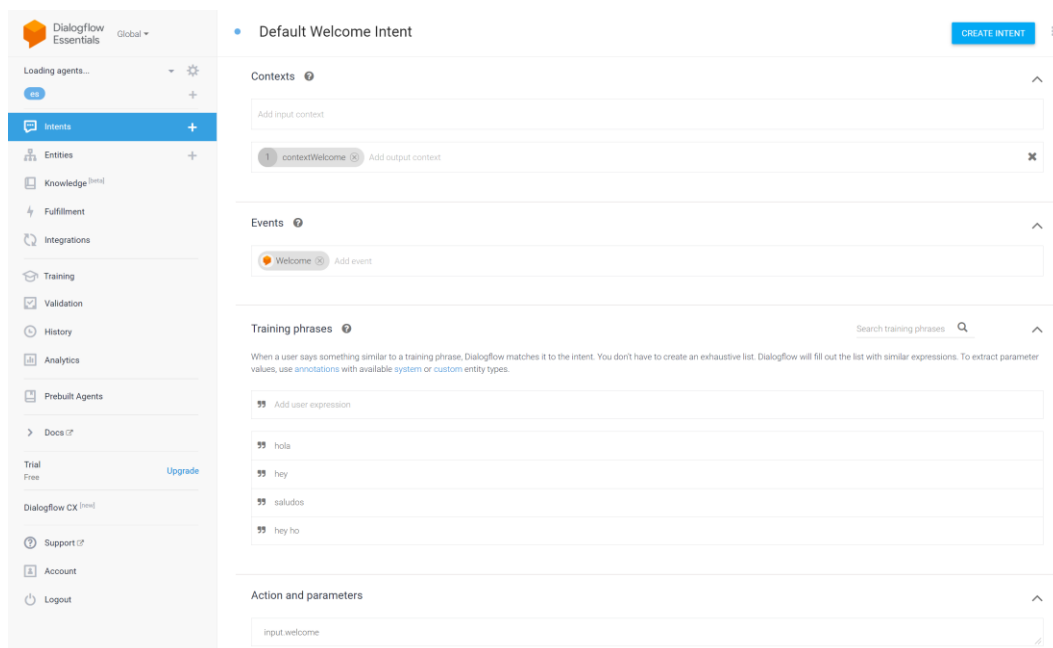 Dialogflow
Essentials
Global
Loading agents...
es
Intents
Entities
Knowledge [beta]
Fulfillment
Integrations
Training
Validation
History
Analytics
Prebuilt Agents
Docs
Trial
Free
Upgrade
Dialogflow CX [new]
Support
Account
Logout
Default Welcome Intent
CREATE INTENT
Contexts
Add input context
1 contextWelcome Add output context
Events
Welcome Add event
Training phrases
Search training phrases
When a user says something similar to a training phrase, Dialogflow matches it to the intent. You don't have to create an exhaustive list. Dialogflow will fill out the list with similar expressions. To extract parameter
values, use annotations with available system or custom entity types.
Add user expression
hola
hey
saludos
hey ho
Action and parameters
input.welcome